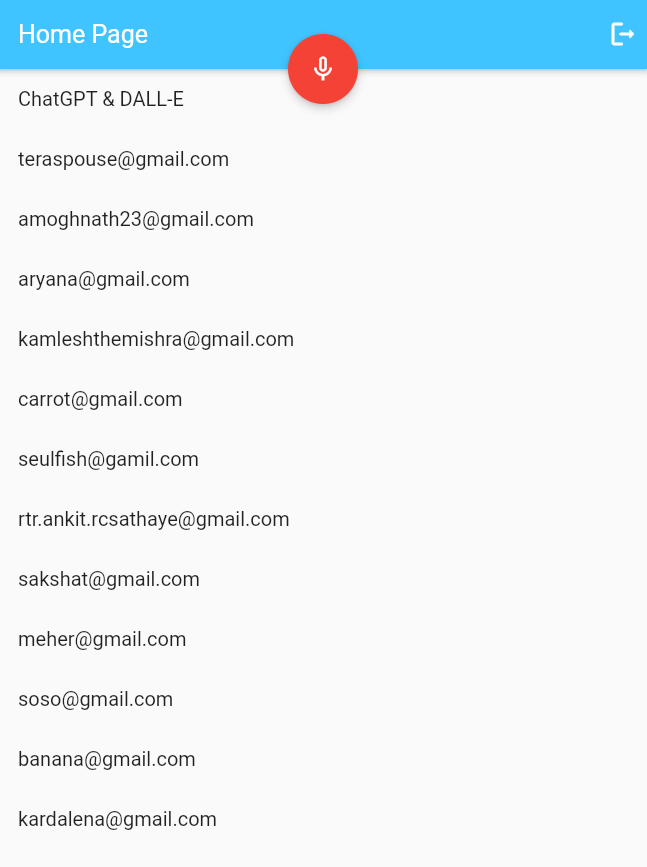 Home Page
ChatGPT & DALL-E
teraspouse@gmail.com
amoghnath23@gmail.com
aryana@gmail.com
kamleshthemishra@gmail.com
carrot@gmail.com
seulfish@gamil.com
rtr.ankit.rcsathaye@gmail.com
sakshat@gmail.com
meher@gmail.com
soso@gmail.com
banana@gmail.com
kardalena@gmail.com